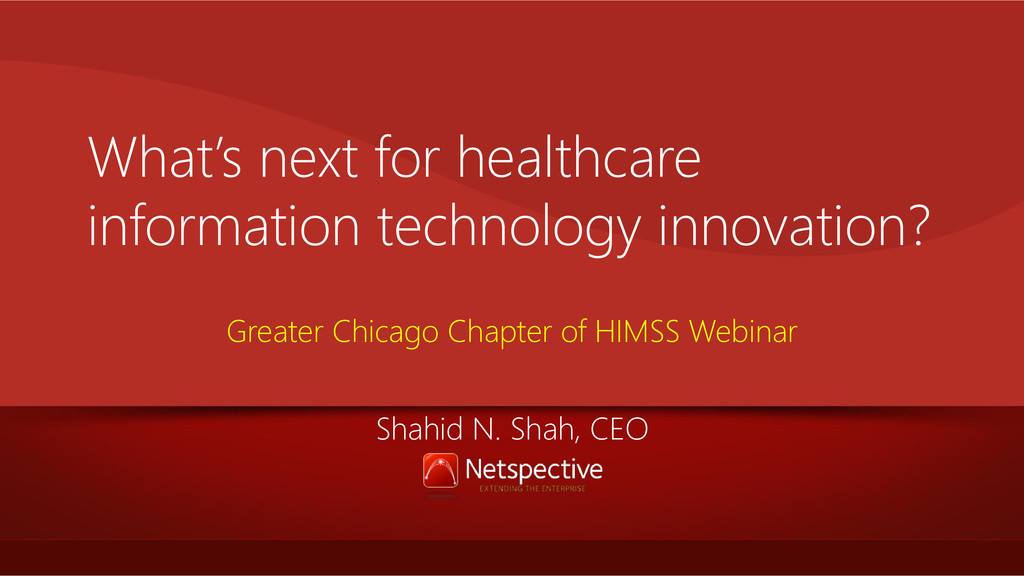 What’s next for healthcare
information technology innovation?
Greater Chicago Chapter of HIMSS Webinar
Shahid N. Shah, CEO
Netspective
EXTENDING THE ENTERPRISE